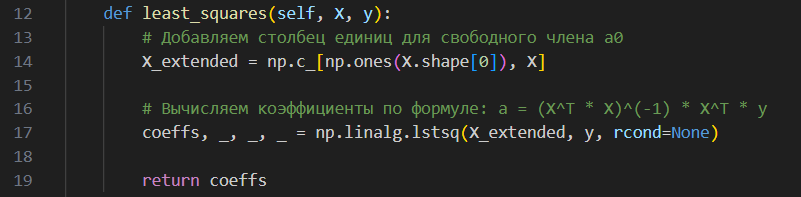 12 def least_squares(self, X, y):
13 # Добавляем столбец единиц для свободного члена a0
14 X_extended = np.c_[np.ones(X.shape[0]), X]
15
16 # Вычисляем коэффициенты по формуле: a = (X^T * X)^(-1) * X^T * y
17 coeffs, _, _, _ = np.linalg.lstsq(X_extended, y, rcond=None)
18
19 return coeffs